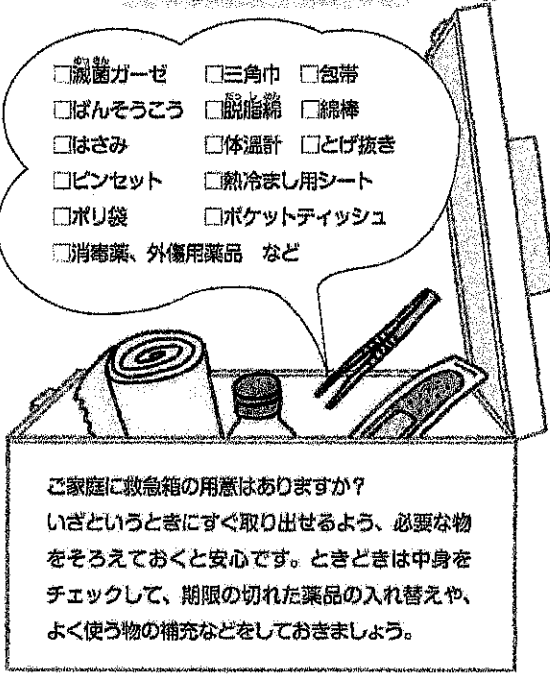 □滅菌ガーゼ □三角巾 □包帯
□ばんそうこう □脱脂綿 □綿棒
□はさみ □体温計 □とげ抜き
□ピンセット □熱冷まし用シート
□ポリ袋 □ポケットティッシュ
□消毒薬、外傷用薬品 など
ご家庭に救急箱の用意はありますか?
いざというときにすぐ取り出せるよう、必要な物
をそろえておくと安心です。ときどきは中身を
チェックして、期限の切れた薬品の入れ替えや、
よく使う物の補充などをしておきましょう。